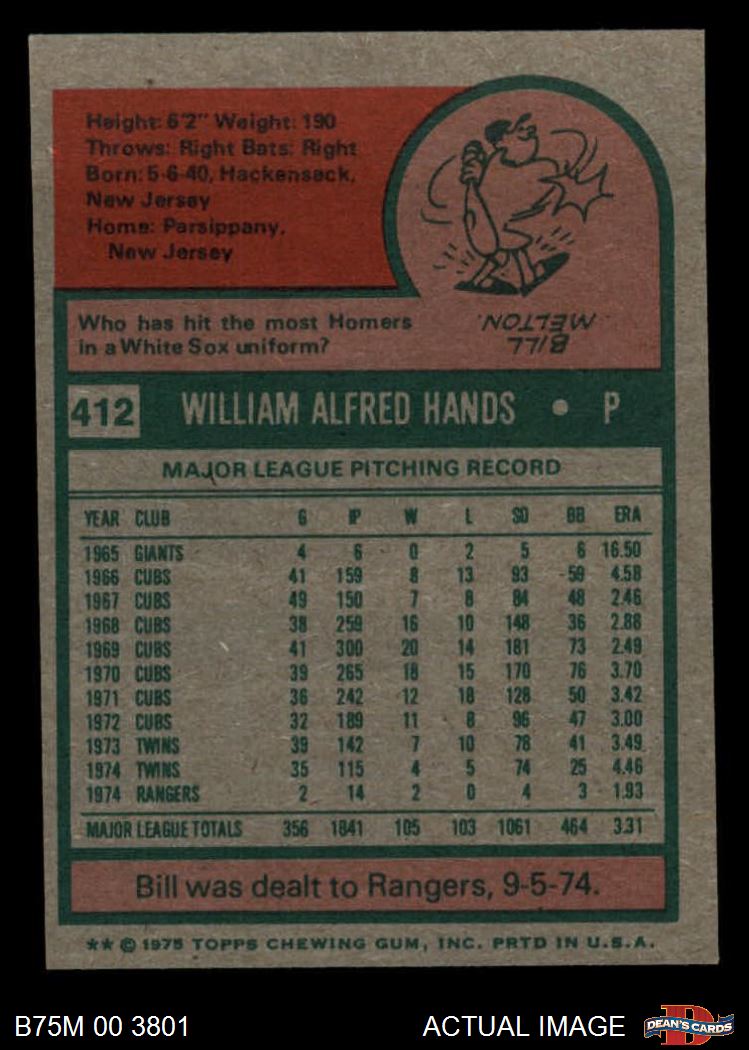 Height: 6'2" Weight: 190
Throws: Right Bats: Right
Born: 5-6-40, Hackensack,
New Jersey
Home: Parsippany,
New Jersey
Who has hit the most Homers
in a White Sox uniform?
BILL
MELTON.
412 WILLIAM ALFRED HANDS • P
MAJOR LEAGUE PITCHING RECORD
YEAR CLUB G IP W L SO BB ERA
1965 GIANTS 4 6 0 2 5 6 16.50
1966 CUBS 41 159 8 13 93 59 4.58
1967 CUBS 49 150 7 8 84 48 2.46
1968 CUBS 38 259 16 10 148 36 2.88
1969 CUBS 41 300 20 14 181 73 2.49
1970 CUBS 39 265 18 15 170 76 3.70
1971 CUBS 36 242 12 18 128 50 3.42
1972 CUBS 32 189 11 8 96 47 3.00
1973 TWINS 39 142 7 10 78 41 3.49
1974 TWINS 35 115 4 5 74 25 4.46
1974 RANGERS 2 14 2 0 4 3 1.93
MAJOR LEAGUE TOTALS 356 1841 105 103 1061 464 3.31
Bill was dealt to Rangers, 9-5-74.
** © 1975 TOPPS CHEWING GUM, INC. PRTD IN U.S.A.
B75M 00 3801 ACTUAL IMAGE D DEAN'S CARDS